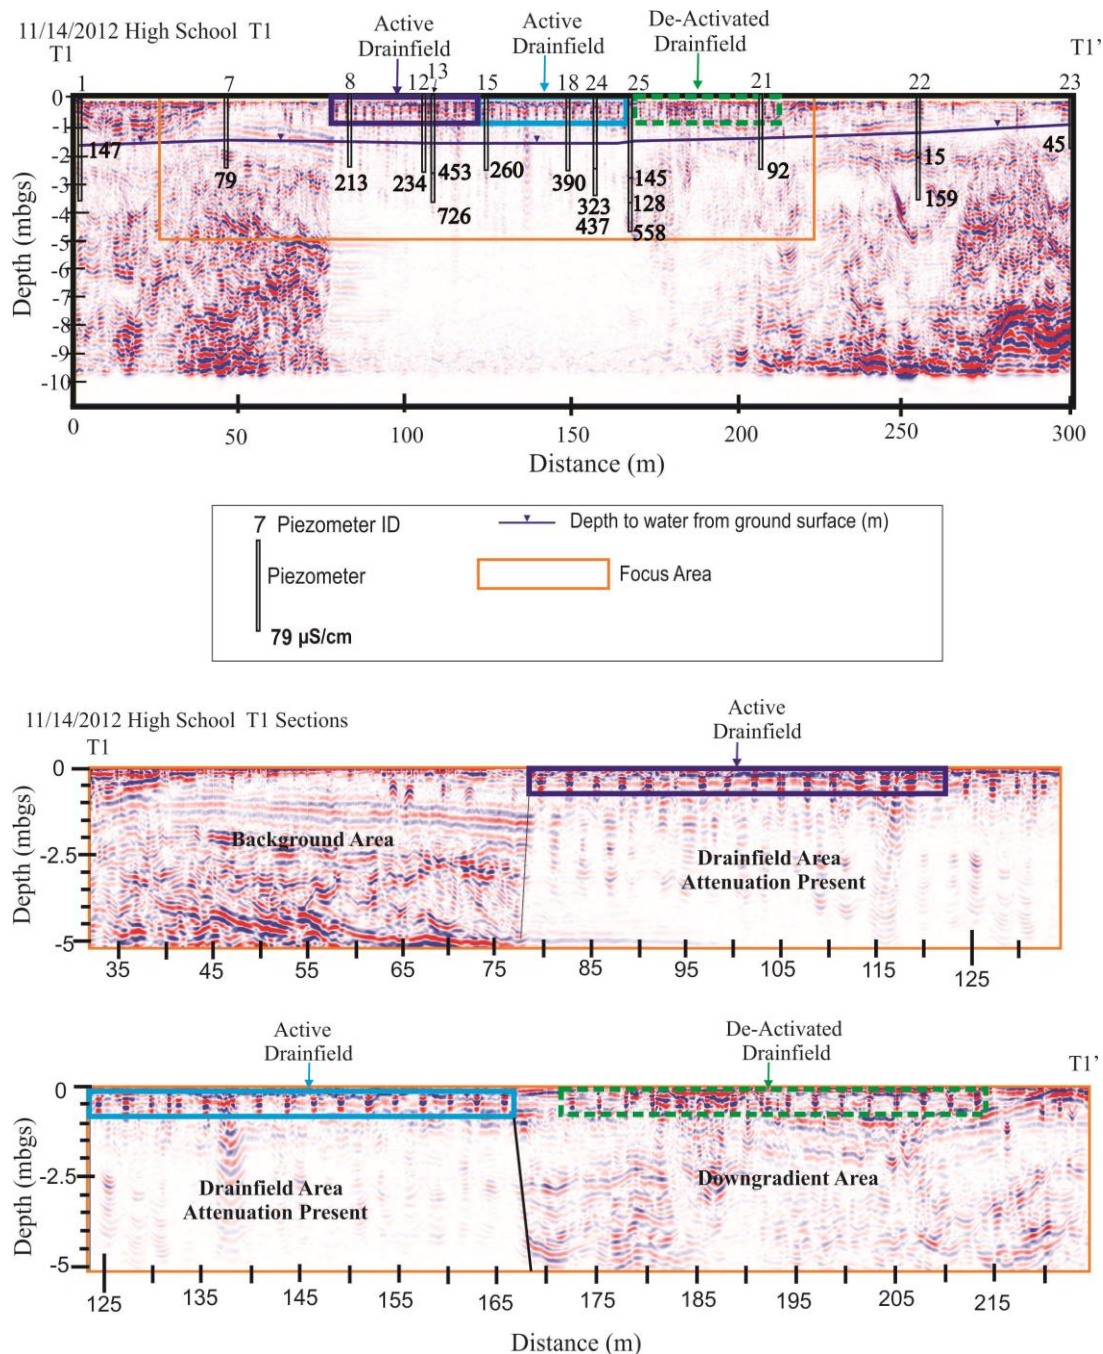 11/14/2012 High School T1
Active
Drainfield
Active
Drainfield
De-Activated
Drainfield
T1
T1’
1
7
8
12
13
15
18
24
25
21
22
23
0
-1
-2
-3
-4
-5
-6
-7
-8
-9
-10
Depth (mbgs)
147
79
213
234
453
726
260
390
323
437
145
128
558
92
15
159
45
0
50
100
150
200
250
300
Distance (m)
7 Piezometer ID
Depth to water from ground surface (m)
Piezometer
Focus Area
79 µS/cm
11/14/2012 High School T1 Sections
T1
Active
Drainfield
0
-2.5
-5
Depth (mbgs)
Background Area
Drainfield Area
Attenuation Present
35
45
55
65
75
85
95
105
115
125
Active
Drainfield
De-Activated
Drainfield
T1’
0
-2.5
-5
Depth (mbgs)
Drainfield Area
Attenuation Present
Downgradient Area
125
135
145
155
165
175
185
195
205
215
Distance (m)